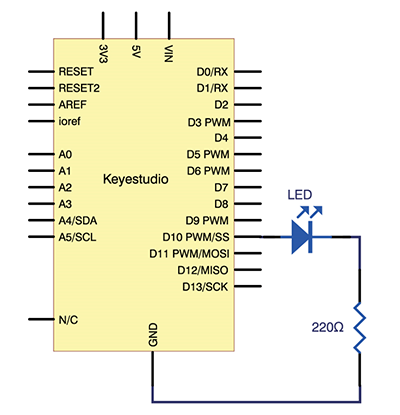 3V3
5V
VIN
RESET
RESET2
AREF
ioref
A0
A1
A2
A3
A4/SDA
A5/SCL
N/C
Keyestudio
D0/RX
D1/RX
D2
D3 PWM
D4
D5 PWM
D6 PWM
D7
D8
D9 PWM
D10 PWM/SS
D11 PWM/MOSI
D12/MISO
D13/SCK
GND
LED
220Ω